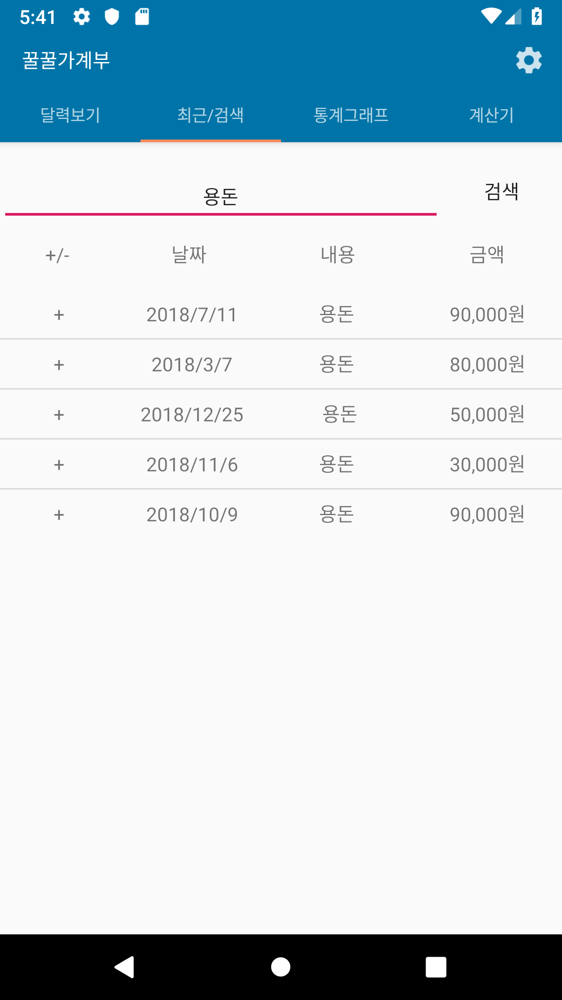 5:41
꿀꿀가계부
달력보기 최근/검색 통계그래프 계산기
용돈 검색
+/- 날짜 내용 금액
+ 2018/7/11 용돈 90,000원
+ 2018/3/7 용돈 80,000원
+ 2018/12/25 용돈 50,000원
+ 2018/11/6 용돈 30,000원
+ 2018/10/9 용돈 90,000원